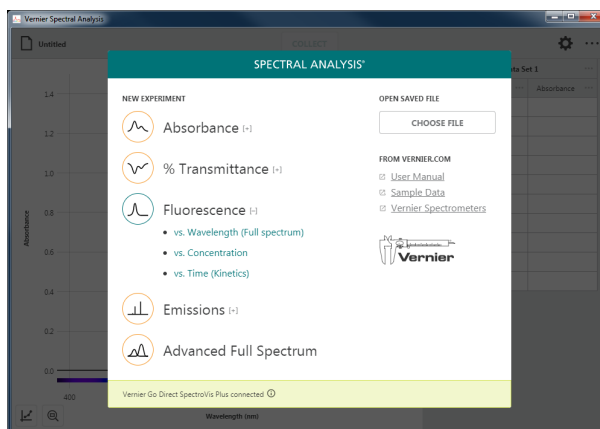 Vernier Spectral Analysis
Untitled
COLLECT
SPECTRAL ANALYSIS®
NEW EXPERIMENT
Absorbance [+]
% Transmittance [+]
Fluorescence [–]
vs. Wavelength (Full spectrum)
vs. Concentration
vs. Time (Kinetics)
Emissions [+]
Advanced Full Spectrum
OPEN SAVED FILE
CHOOSE FILE
FROM VERNIER.COM
User Manual
Sample Data
Vernier Spectrometers
Vernier
Vernier Go Direct SpectroVis Plus connected
Set 1
Absorbance
1.4
1.2
1.0
0.8
0.6
0.4
0.2
0.0
Absorbance
400
Wavelength (nm)